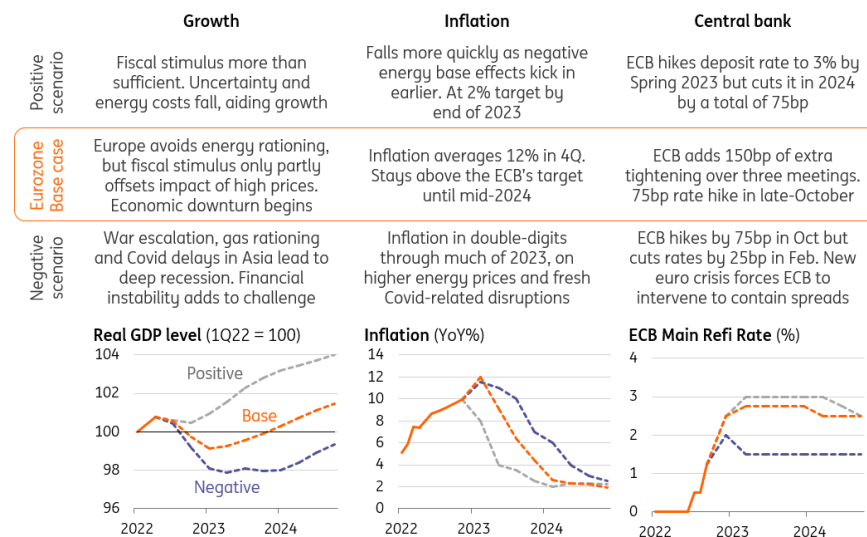 Growth
Inflation
Central bank
Positive
scenario
Fiscal stimulus more than
sufficient. Uncertainty and
energy costs fall, aiding growth
Falls more quickly as negative
energy base effects kick in
earlier. At 2% target by
end of 2023
ECB hikes deposit rate to 3% by
Spring 2023 but cuts it in 2024
by a total of 75bp
Eurozone
Base case
Europe avoids energy rationing,
but fiscal stimulus only partly
offsets impact of high prices.
Economic downturn begins
Inflation averages 12% in 4Q.
Stays above the ECB's target
until mid-2024
ECB adds 150bp of extra
tightening over three meetings.
75bp rate hike in late-October
Negative
scenario
War escalation, gas rationing
and Covid delays in Asia lead to
deep recession. Financial
instability adds to challenge
Inflation in double-digits
through much of 2023, on
higher energy prices and fresh
Covid-related disruptions
ECB hikes by 75bp in Oct but
cuts rates by 25bp in Feb. New
euro crisis forces ECB to
intervene to contain spreads
Real GDP level (1Q22 = 100)
104
102
100
98
96
Positive
Base
Negative
2022 2023 2024
Inflation (YoY%)
14
12
10
8
6
4
2
0
2022 2023 2024
ECB Main Refi Rate (%)
4
3
2
1
0
2022 2023 2024